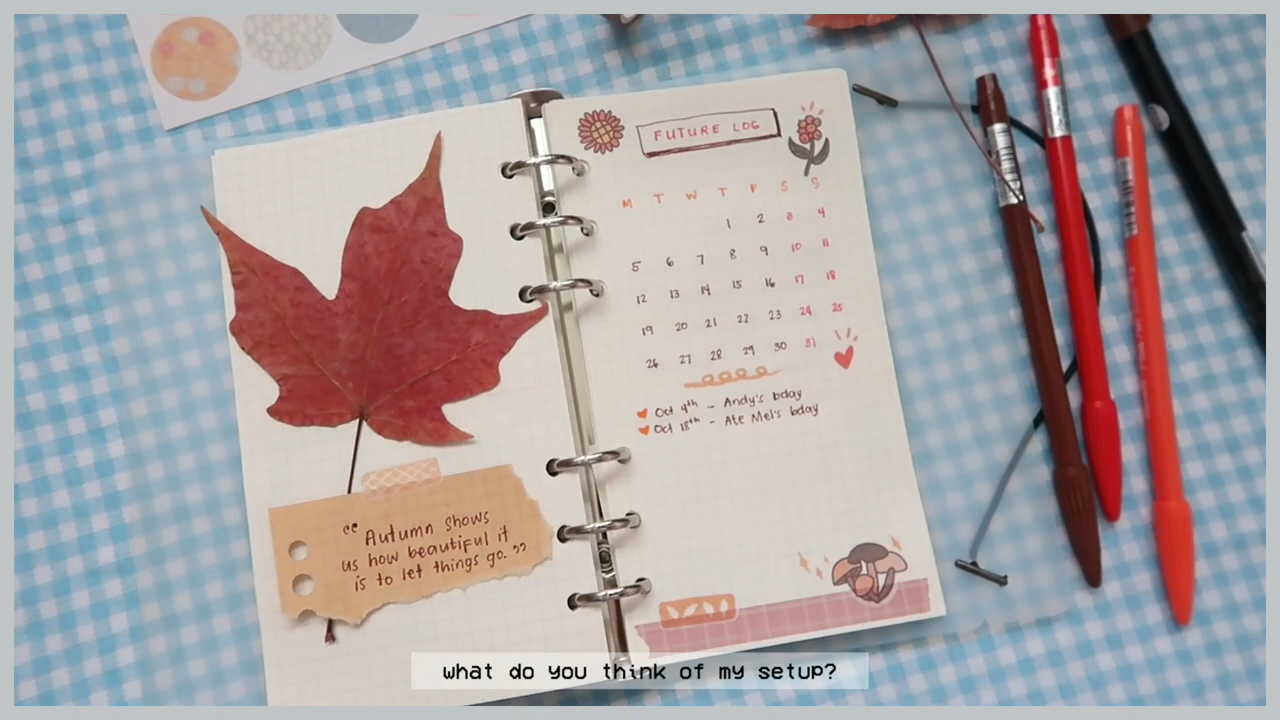 FUTURE LOG
M T W T F S S
1 2 3 4
5 6 7 8 9 10 11
12 13 14 15 16 17 18
19 20 21 22 23 24 25
26 27 28 29 30 31
Oct 9th - Andy's bday
Oct 18th - Ate Mel's bday
"Autumn shows
us how beautiful it
is to let things go."
what do you think of my setup?